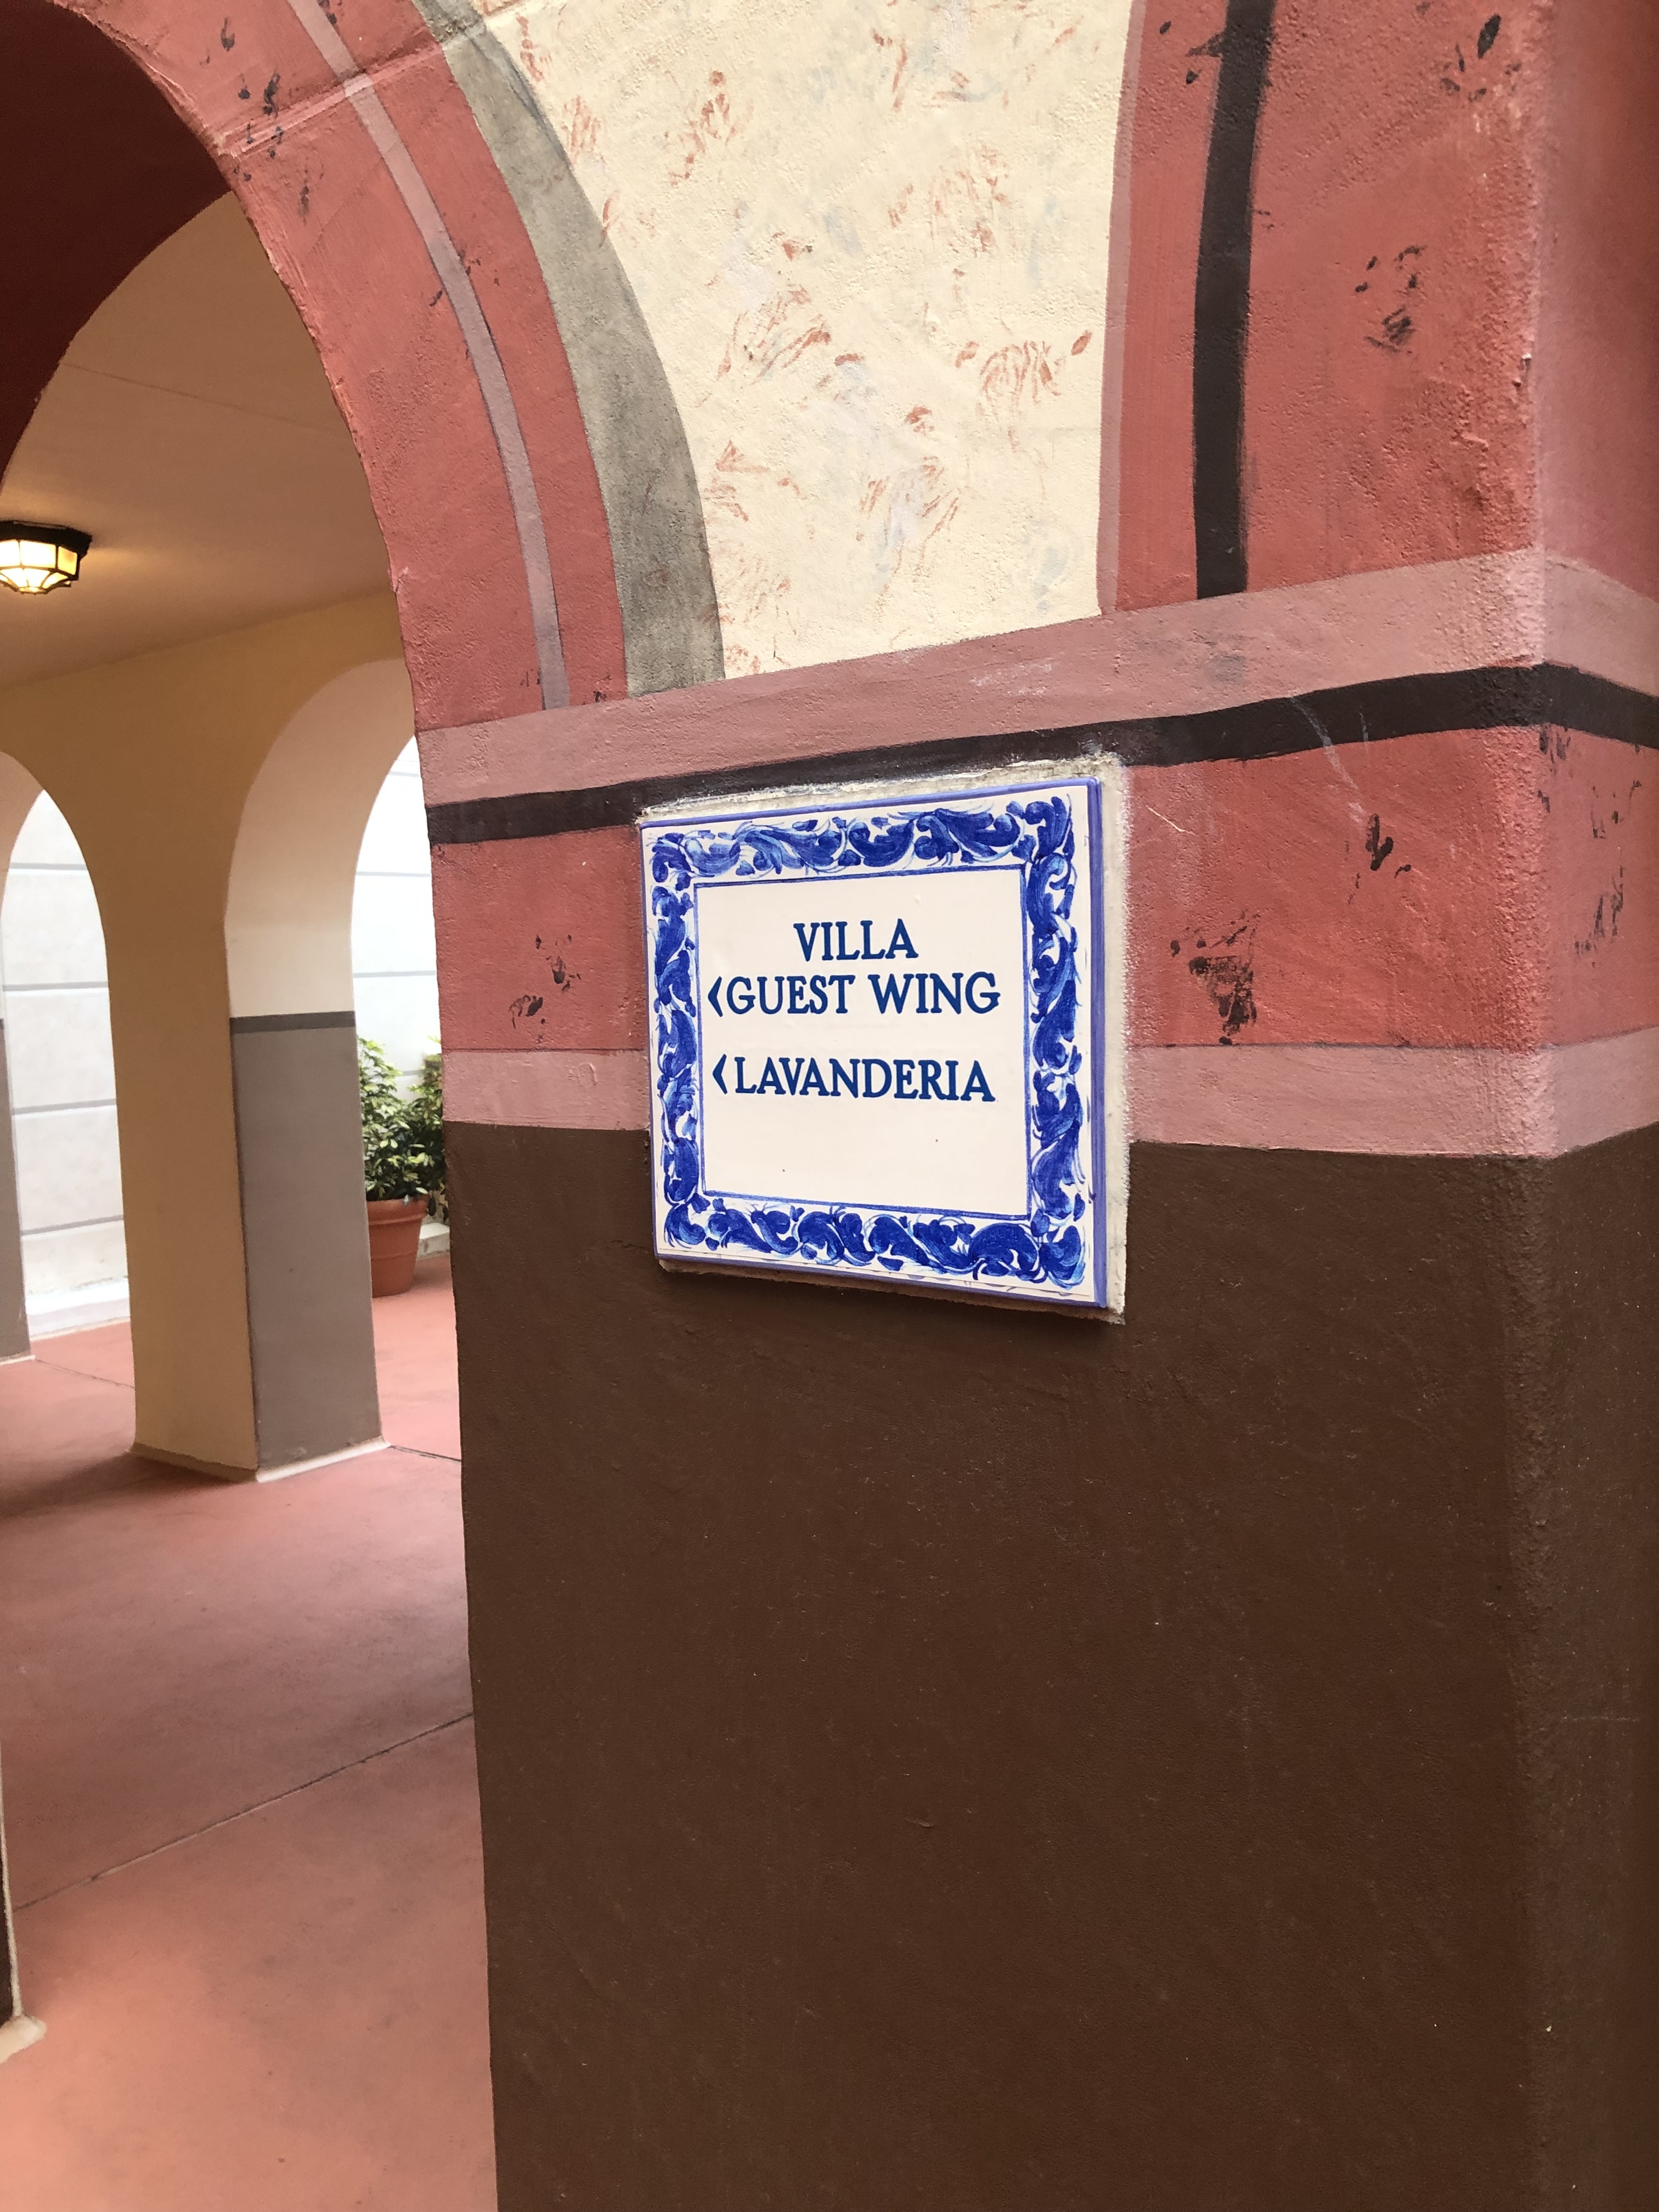 VILLA
<GUEST WING
<LAVANDERIA